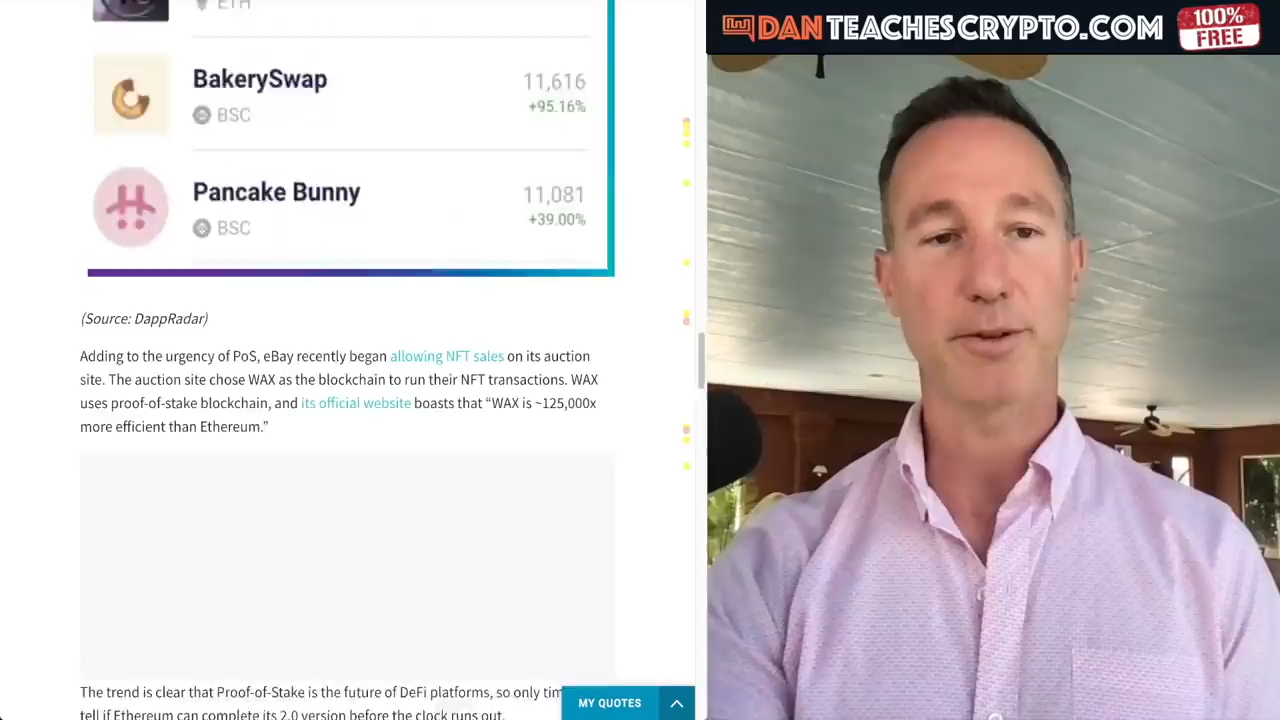 ETH
BakerySwap
11,616
+95.16%
BSC
Pancake Bunny
11,081
+39.00%
BSC
(Source: DappRadar)
Adding to the urgency of PoS, eBay recently began allowing NFT sales on its auction
site. The auction site chose WAX as the blockchain to run their NFT transactions. WAX
uses proof-of-stake blockchain, and its official website boasts that “WAX is ~125,000x
more efficient than Ethereum.”
The trend is clear that Proof-of-Stake is the future of DeFi platforms, so only
tell if Ethereum can complete its 2.0 version before the clock runs out.
MY QUOTES
DANTEACHESCRYPTO.COM
100%
FREE